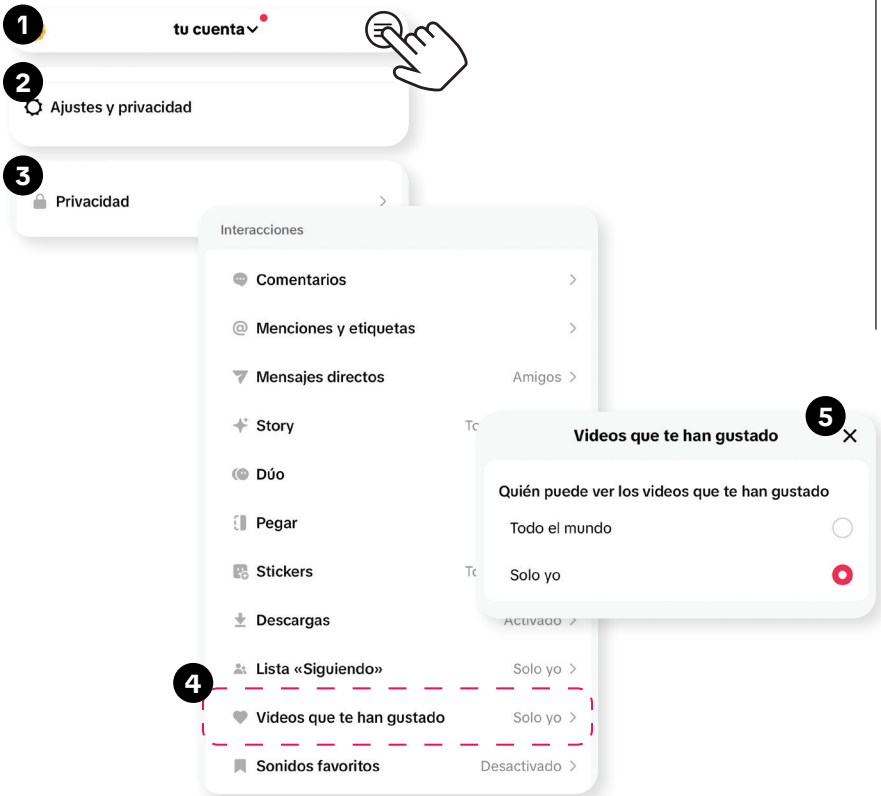 1
tu cuenta
2
Ajustes y privacidad
3
Privacidad
Interacciones
Comentarios
Menciones y etiquetas
Mensajes directos Amigos
Story To
Dúo
Pegar
Stickers To
Descargas Activado
Lista «Siguiendo» Solo yo
4
Videos que te han gustado Solo yo
Sonidos favoritos Desactivado
5
Videos que te han gustado
Quién puede ver los videos que te han gustado
Todo el mundo
Solo yo